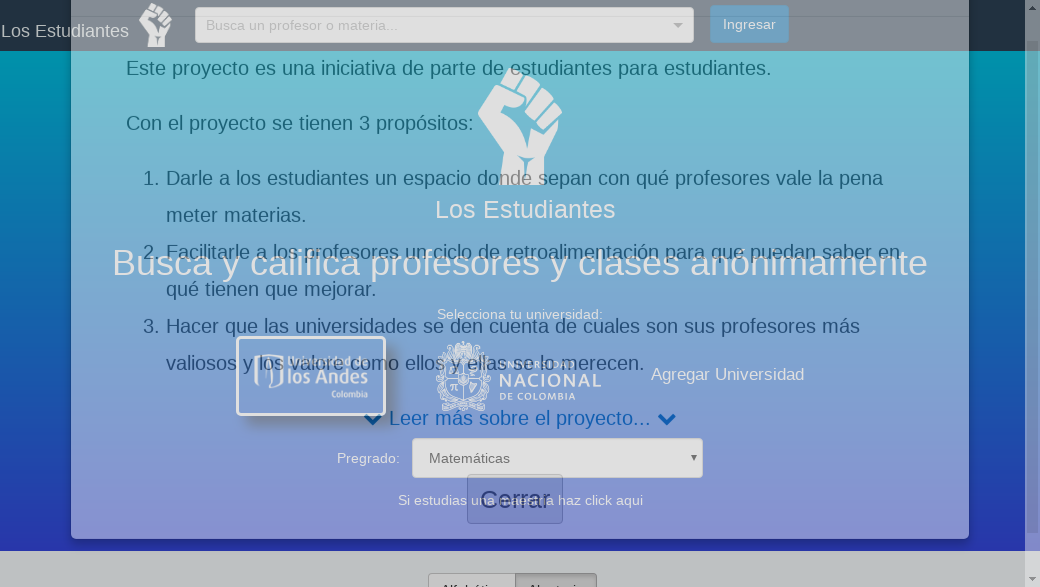 Los Estudiantes
Busca un profesor o materia...
Ingresar
Este proyecto es una iniciativa de parte de estudiantes para estudiantes.
Con el proyecto se tienen 3 propósitos:
1. Darle a los estudiantes un espacio donde sepan con qué profesores vale la pena
meter materias.
Los Estudiantes
2. Facilitarle a los profesores un ciclo de retroalimentación para que puedan saber en
qué tienen que mejorar.
Busca y califica profesores y clases anónimamente
Selecciona tu universidad:
3. Hacer que las universidades se den cuenta de cuales son sus profesores más
valiosos y los valore como ellos y ellas se lo merecen.
Universidad de
los Andes
Colombia
UNIVERSIDAD
NACIONAL
DE COLOMBIA
Agregar Universidad
Leer más sobre el proyecto...
Pregrado:
Matemáticas
Cerrar
Si estudias una maestria haz click aqui